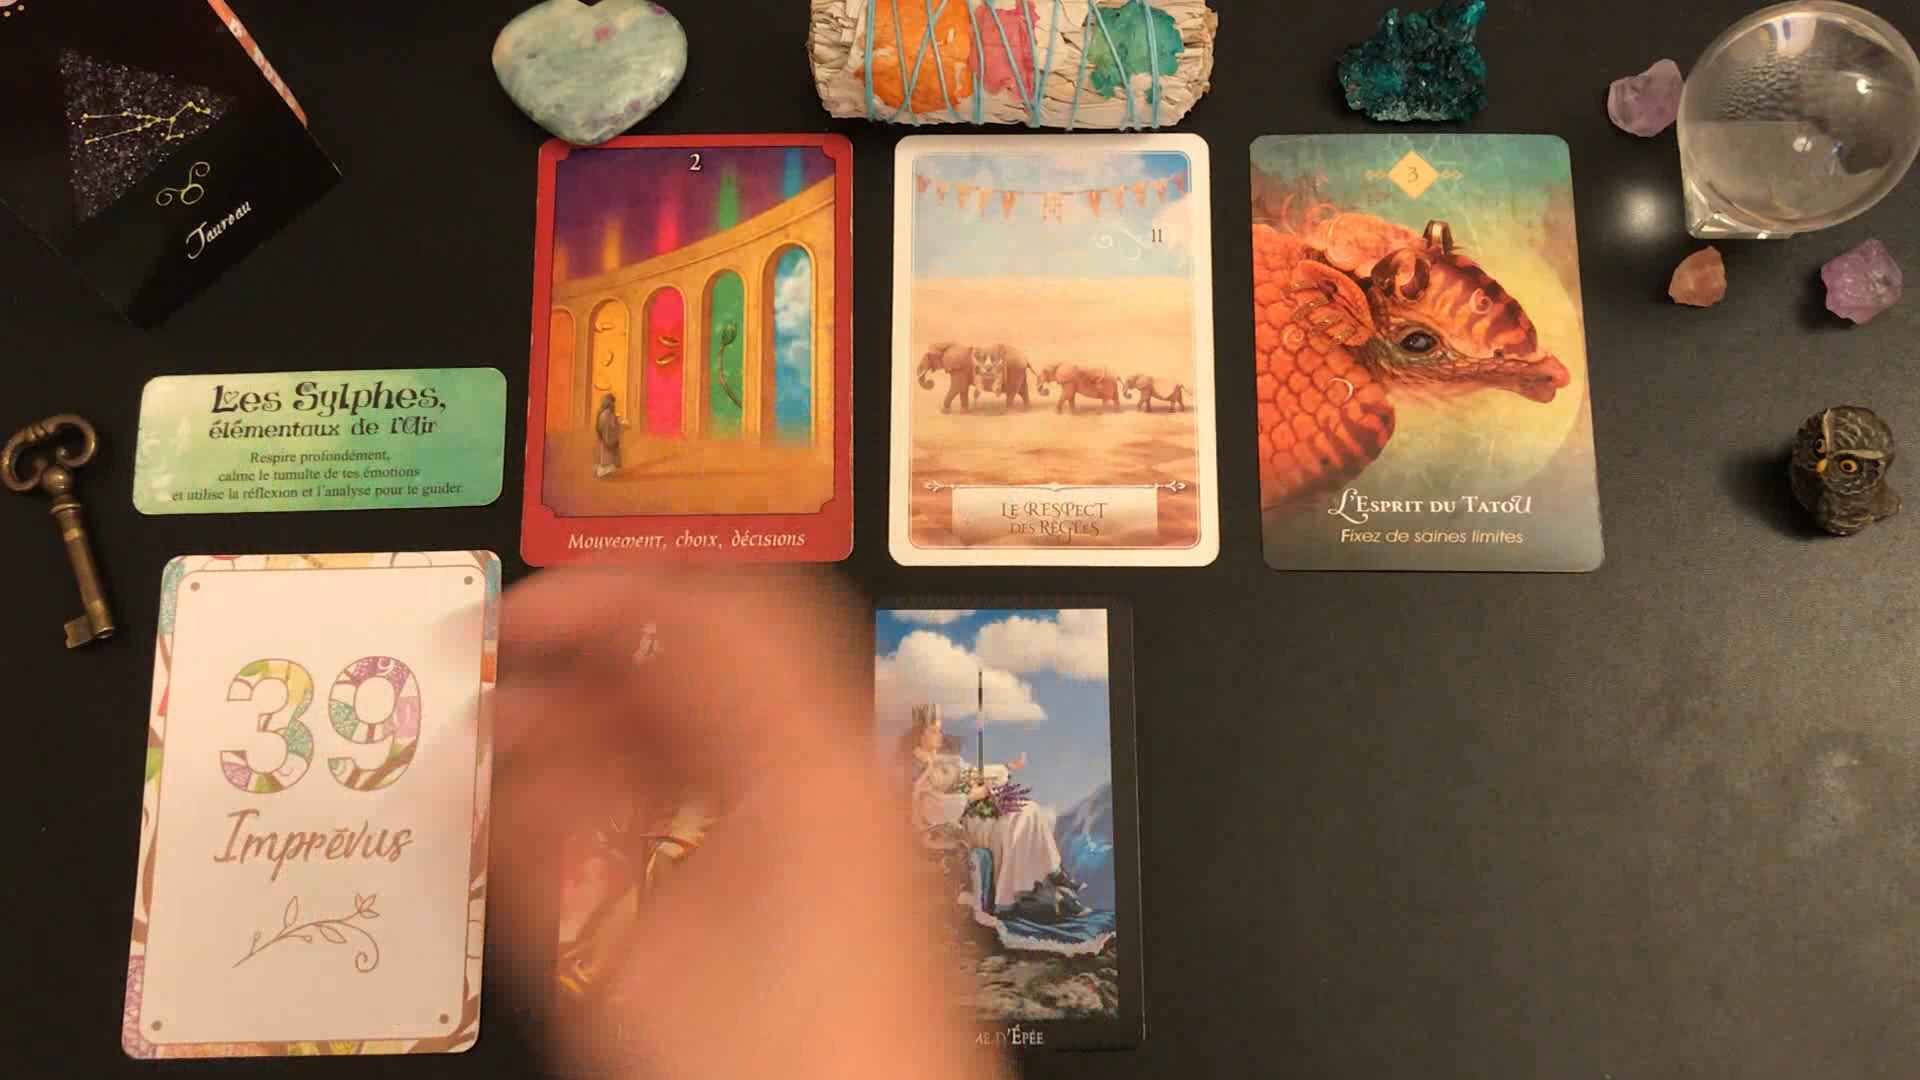 Taureau
Les Sylphes,
élémentaux de l'Air
Respire profondément,
calme le tumulte de tes émotions
et utilise la réflexion et l'analyse pour te guider.
2
Mouvement, choix, décisions
11
LE RESPECT
DES RÈGLES
3
L'ESPRIT DU TATOU
Fixez de saines limites
39
Imprévus
D'ÉPÉE